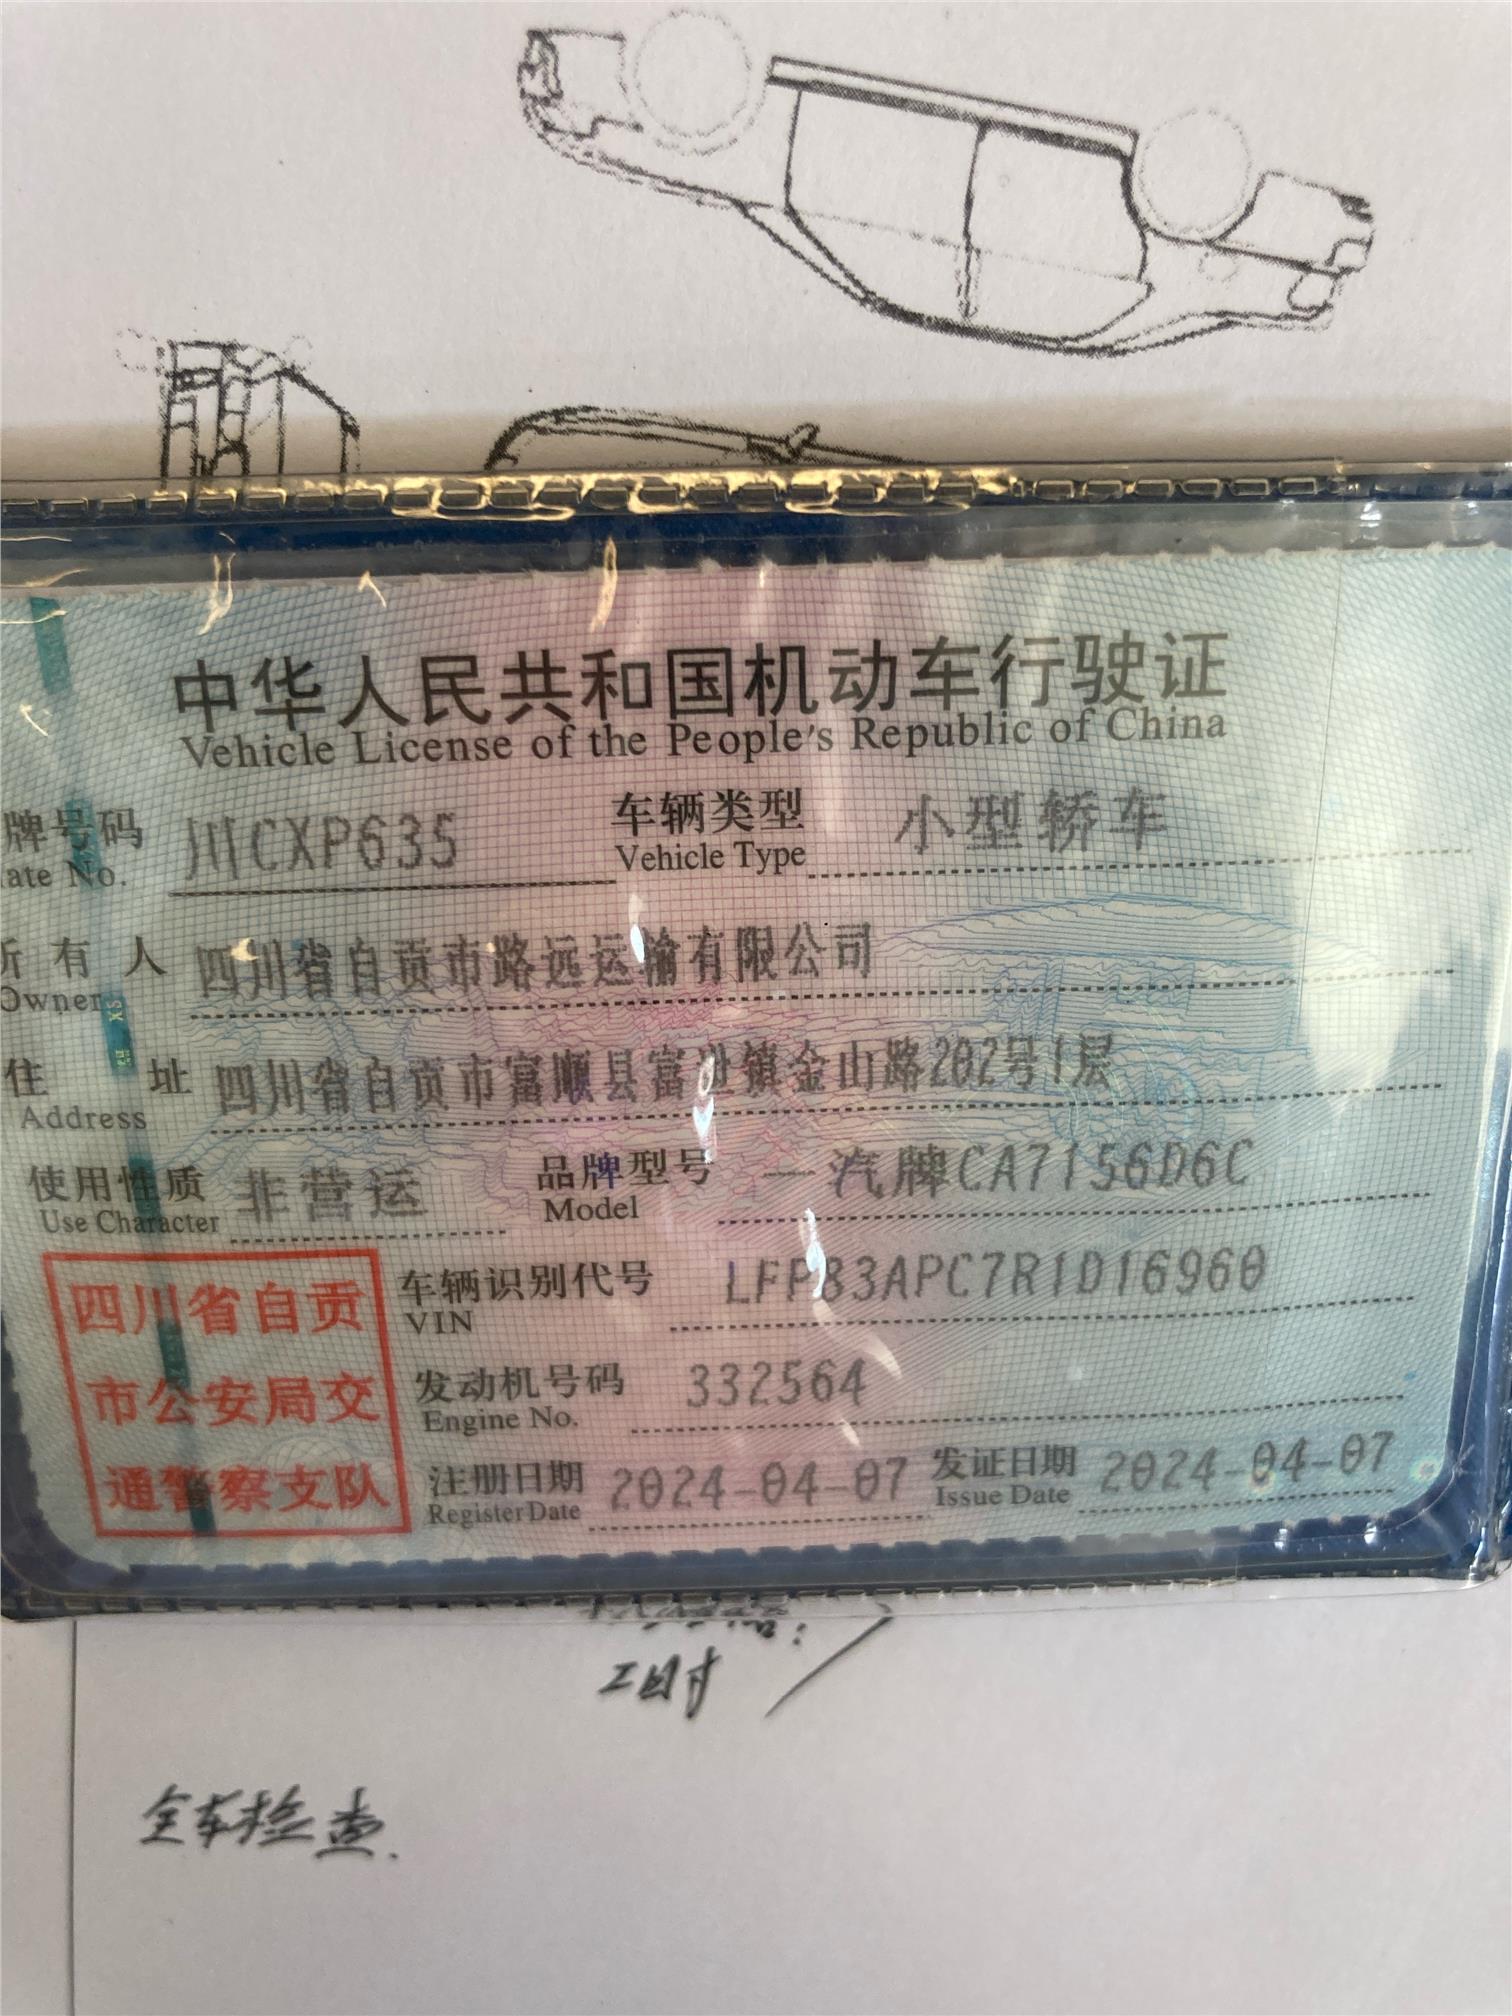 中华人民共和国机动车行驶证
Vehicle License of the People's Republic of China
牌号码 川CXP635 车辆类型 小型轿车
ate No. Vehicle Type
所有人 四川省自贡市路远运输有限公司
Owner
住址 四川省自贡市富顺县富世镇金山路202号1层
Address
使用性质 非营运 品牌型号 一汽牌CA7156D6C
Use Character Model
车辆识别代号 LFP83APC7R1D16960
VIN
发动机号码 332564
Engine No.
注册日期 2024-04-07 发证日期 2024-04-07
Register Date Issue Date
四川省自贡
市公安局交
通警察支队
全车检查.